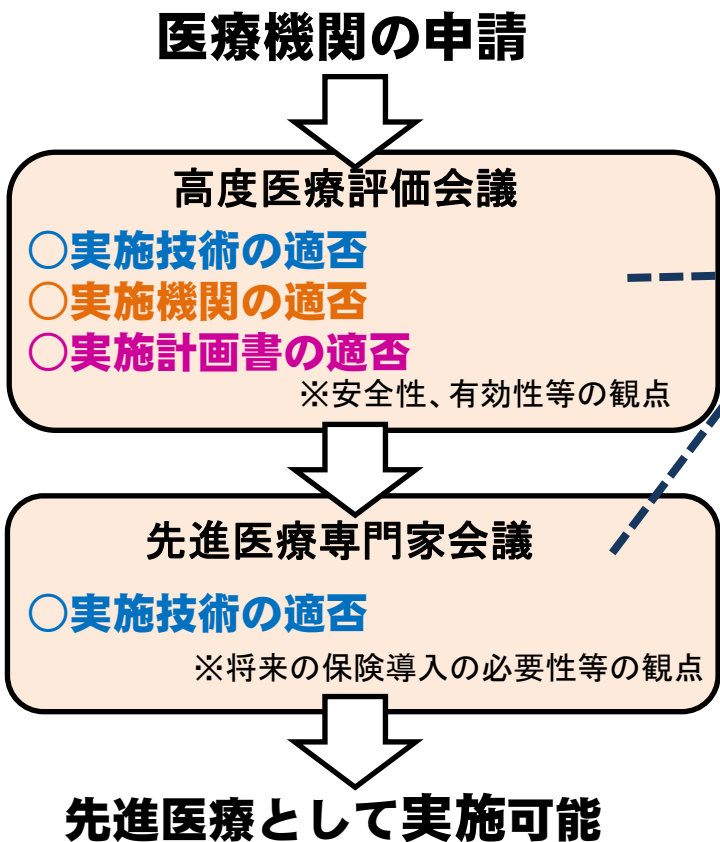 医療機関の申請
高度医療評価会議
○実施技術の適否
○実施機関の適否
○実施計画書の適否
※安全性、有効性等の観点
先進医療専門家会議
○実施技術の適否
※将来の保険導入の必要性等の観点
先進医療として実施可能